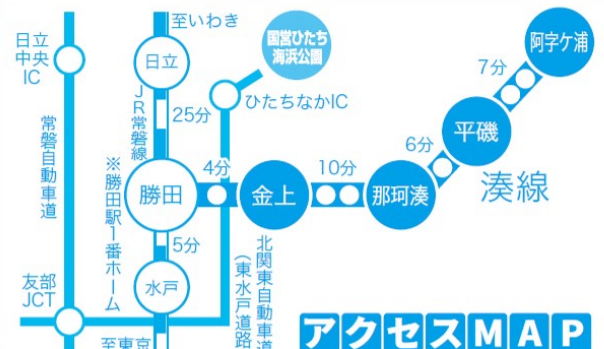 至いわき
日立
中央
IC
日立
国営ひたち
海浜公園
阿字ケ浦
7分
ひたちなかIC
25分
JR常磐線
平磯
6分
常磐自動車道
4分
10分
勝田
金上
那珂湊
湊線
※勝田駅1番ホーム
5分
水戸
北関東自動車道
(東水戸道路
友部
JCT
至東京
アクセスMAP